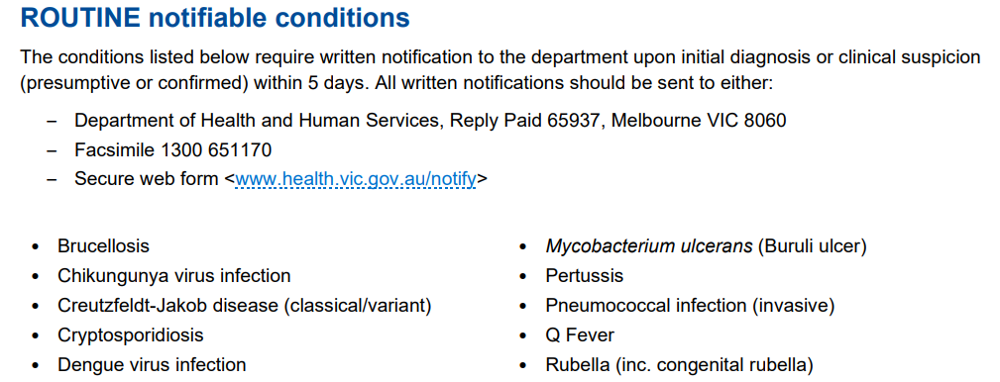 ROUTINE notifiable conditions
The conditions listed below require written notification to the department upon initial diagnosis or clinical suspicion
(presumptive or confirmed) within 5 days. All written notifications should be sent to either:
– Department of Health and Human Services, Reply Paid 65937, Melbourne VIC 8060
– Facsimile 1300 651170
– Secure web form <www.health.vic.gov.au/notify>
• Brucellosis
• Chikungunya virus infection
• Creutzfeldt-Jakob disease (classical/variant)
• Cryptosporidiosis
• Dengue virus infection
• Mycobacterium ulcerans (Buruli ulcer)
• Pertussis
• Pneumococcal infection (invasive)
• Q Fever
• Rubella (inc. congenital rubella)